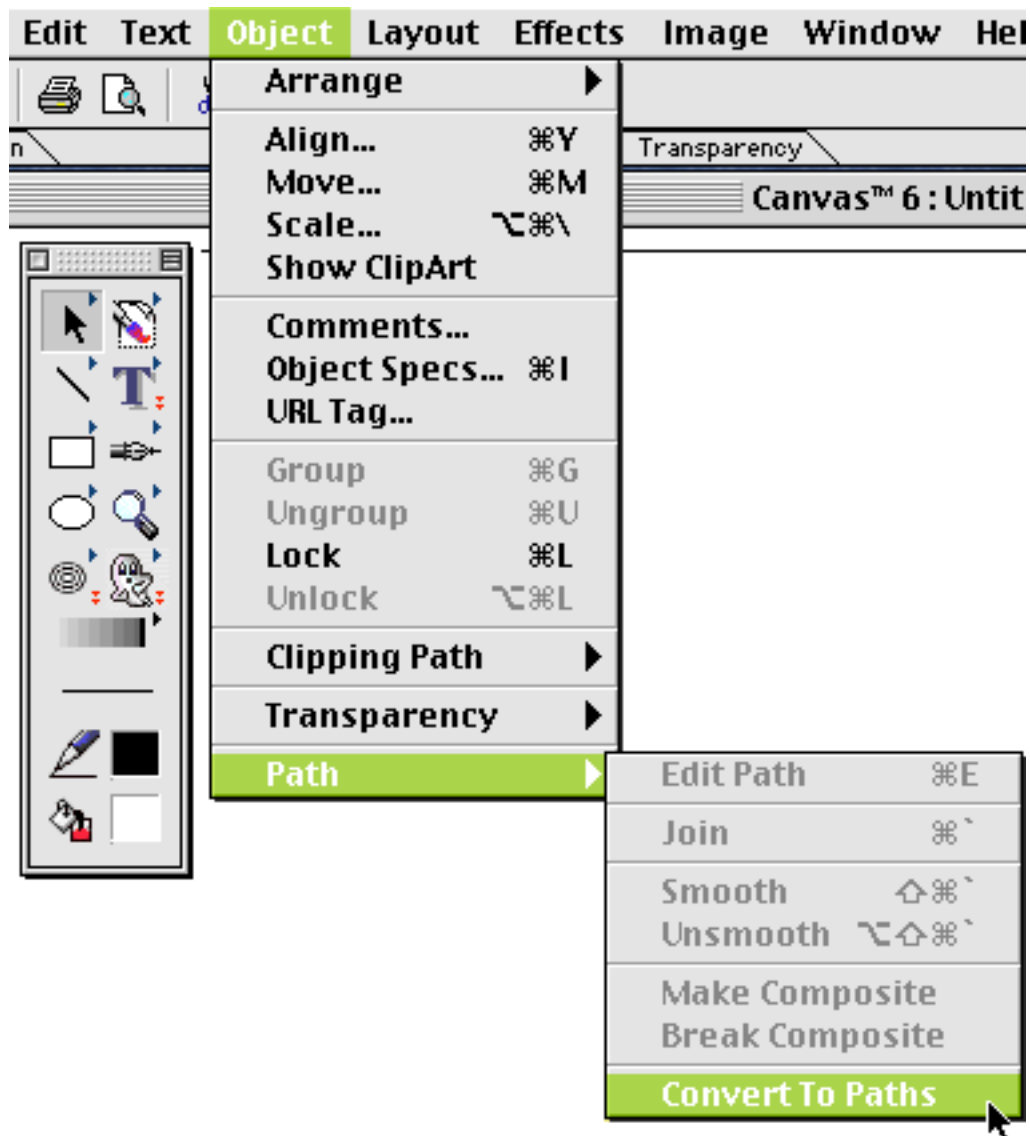 Edit Text Object Layout Effects Image Window Hel
Arrange
n
Align... ⌘Y
Transparency
Move... ⌘M
Canvas™ 6 : Untit
Scale... ⌥⌘\
Show ClipArt
Comments...
Object Specs... ⌘I
URL Tag...
Group ⌘G
Ungroup ⌘U
Lock ⌘L
Unlock ⌥⌘L
Clipping Path
Transparency
Path
Edit Path ⌘E
Join ⌘`
Smooth ⇧⌘`
Unsmooth ⌥⇧⌘`
Make Composite
Break Composite
Convert To Paths